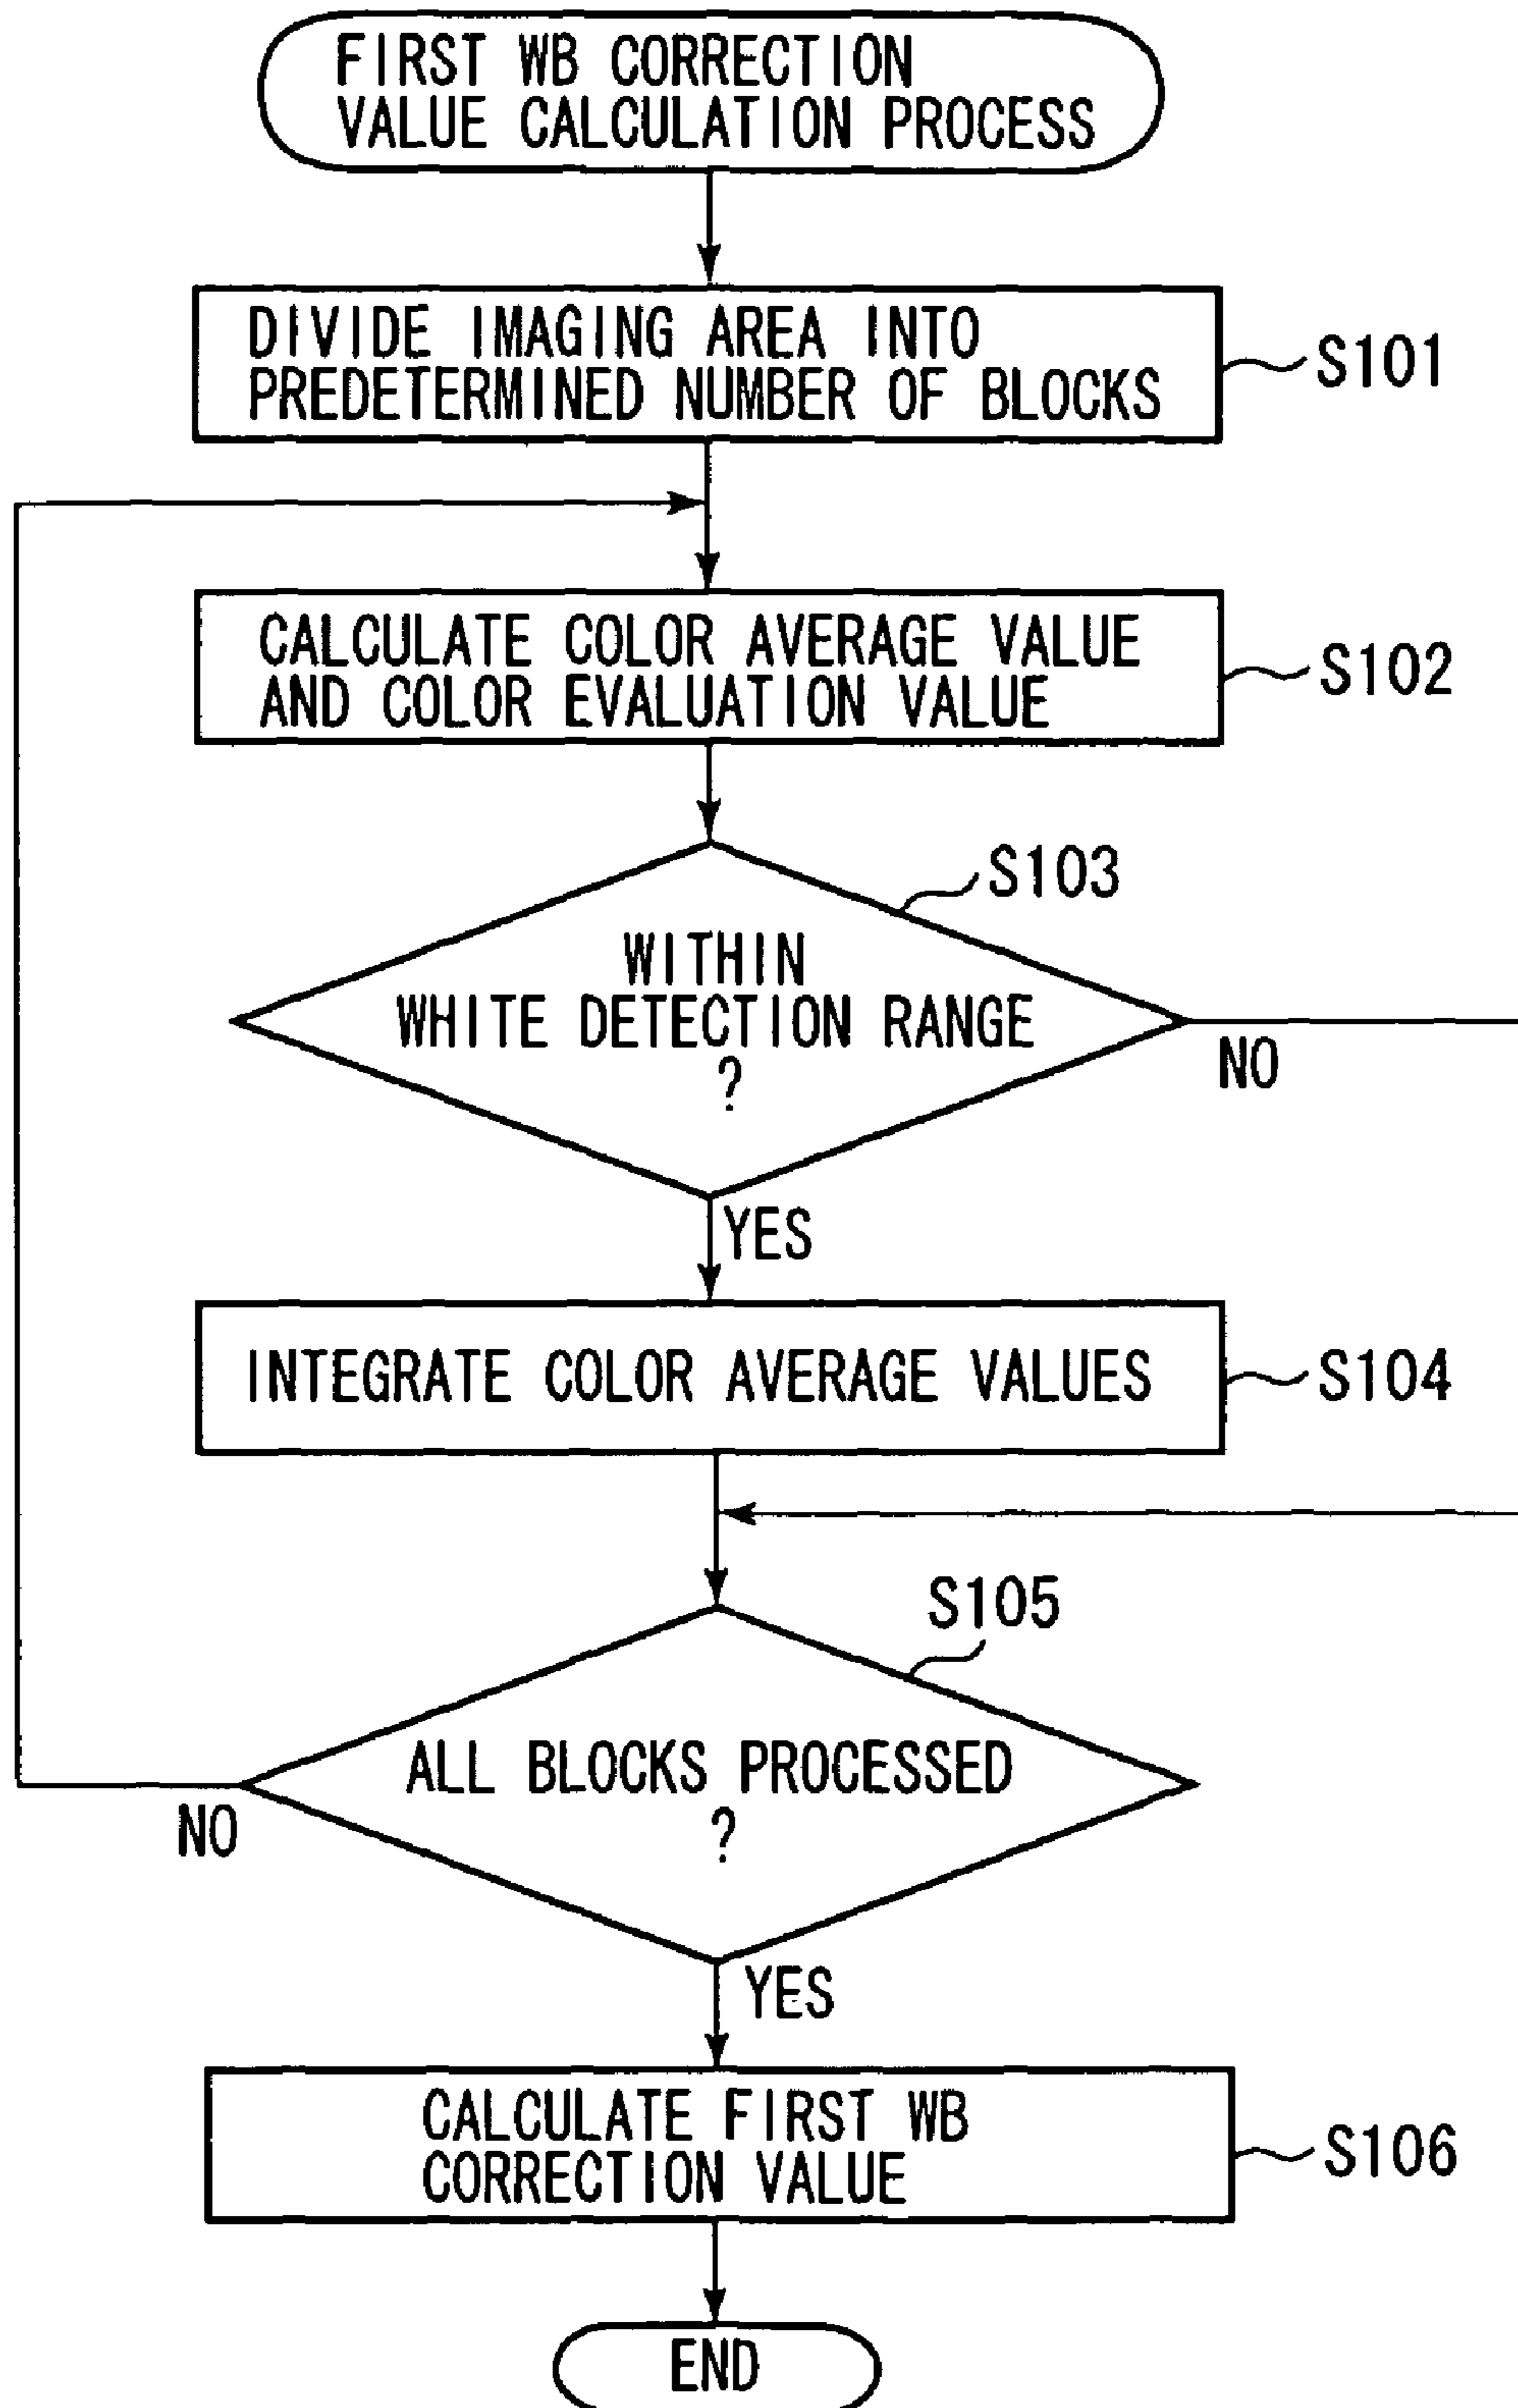 FIRST WB CORRECTION
VALUE CALCULATION PROCESS
DIVIDE IMAGING AREA INTO
PREDETERMINED NUMBER OF BLOCKS
S101
CALCULATE COLOR AVERAGE VALUE
AND COLOR EVALUATION VALUE
S102
S103
WITHIN
WHITE DETECTION RANGE
?
NO
YES
INTEGRATE COLOR AVERAGE VALUES
S104
S105
ALL BLOCKS PROCESSED
?
NO
YES
CALCULATE FIRST WB
CORRECTION VALUE
S106
END